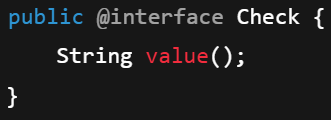 public @interface Check {
    String value();
}